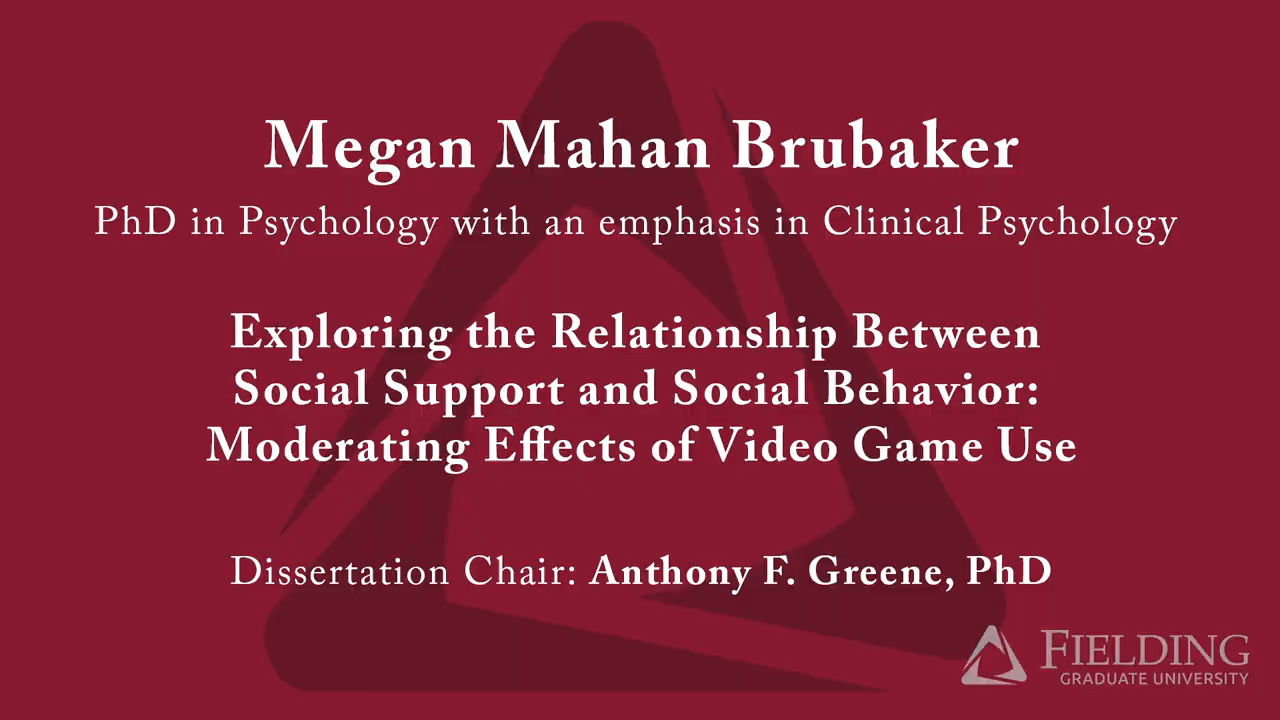 Megan Mahan Brubaker
PhD in Psychology with an emphasis in Clinical Psychology
Exploring the Relationship Between
Social Support and Social Behavior:
Moderating Effects of Video Game Use
Dissertation Chair: Anthony F. Greene, PhD
FIELDING
GRADUATE UNIVERSITY